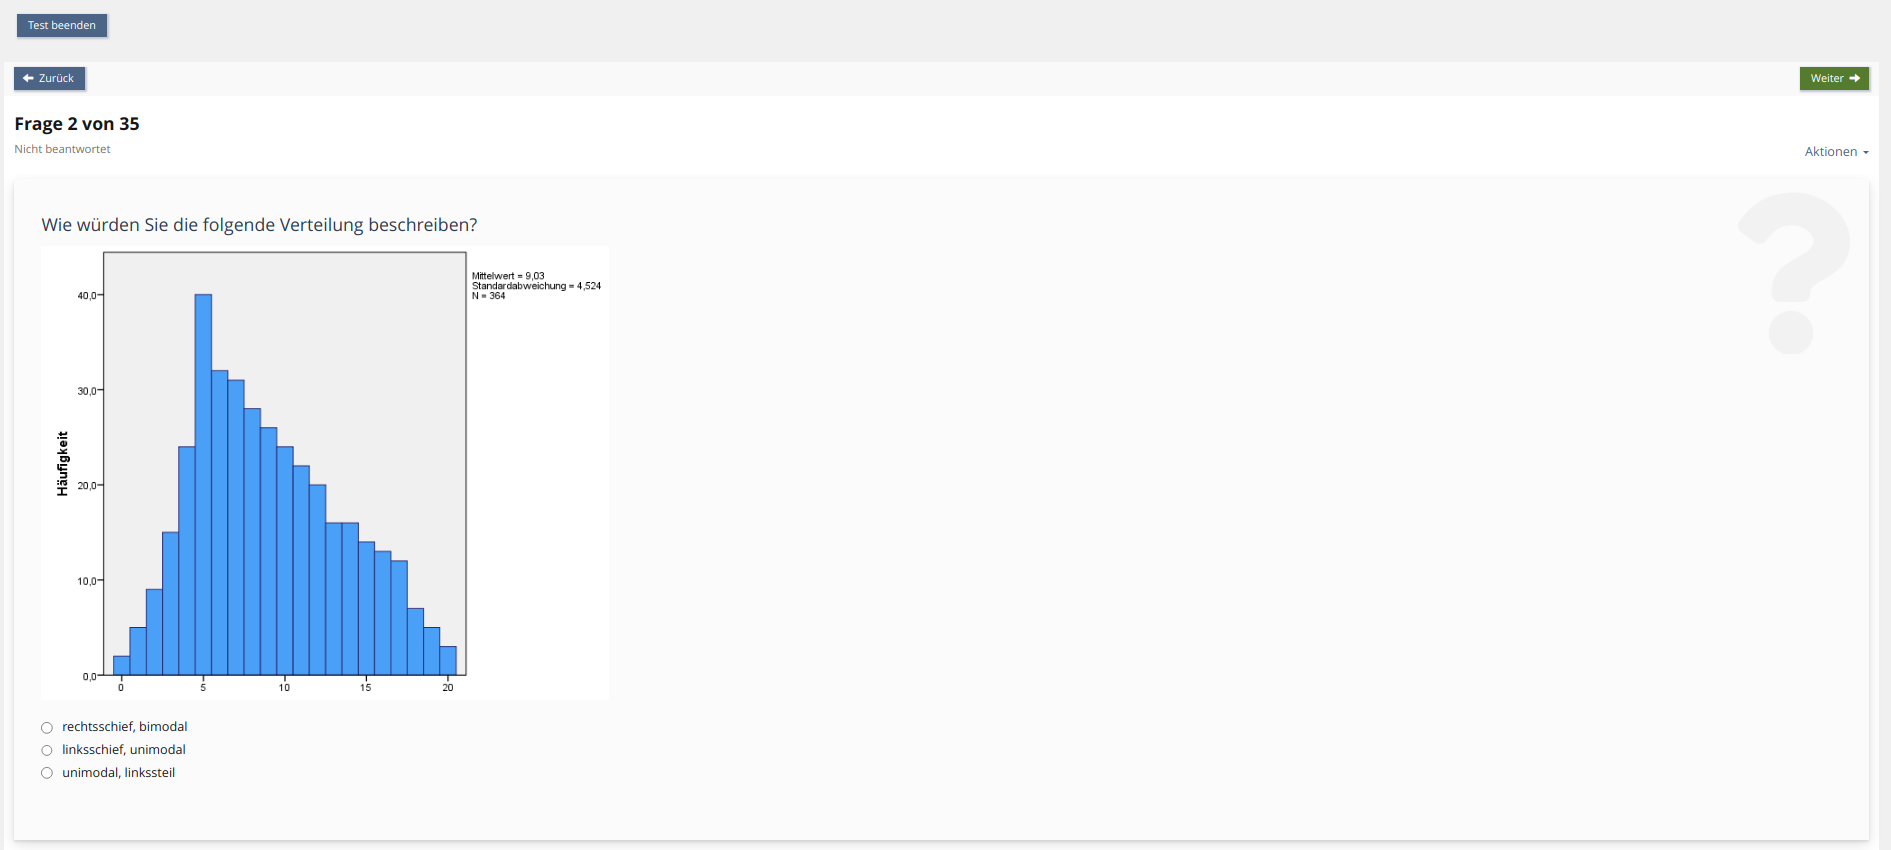 Test beenden
Zurück
Weiter
Frage 2 von 35
Nicht beantwortet
Aktionen
Wie würden Sie die folgende Verteilung beschreiben?
Mittelwert = 9,03
Standardabweichung = 4,524
N = 364
40,0
30,0
20,0
10,0
0,0
Häufigkeit
0 5 10 15 20
rechtsschief, bimodal
linksschief, unimodal
unimodal, linkssteil